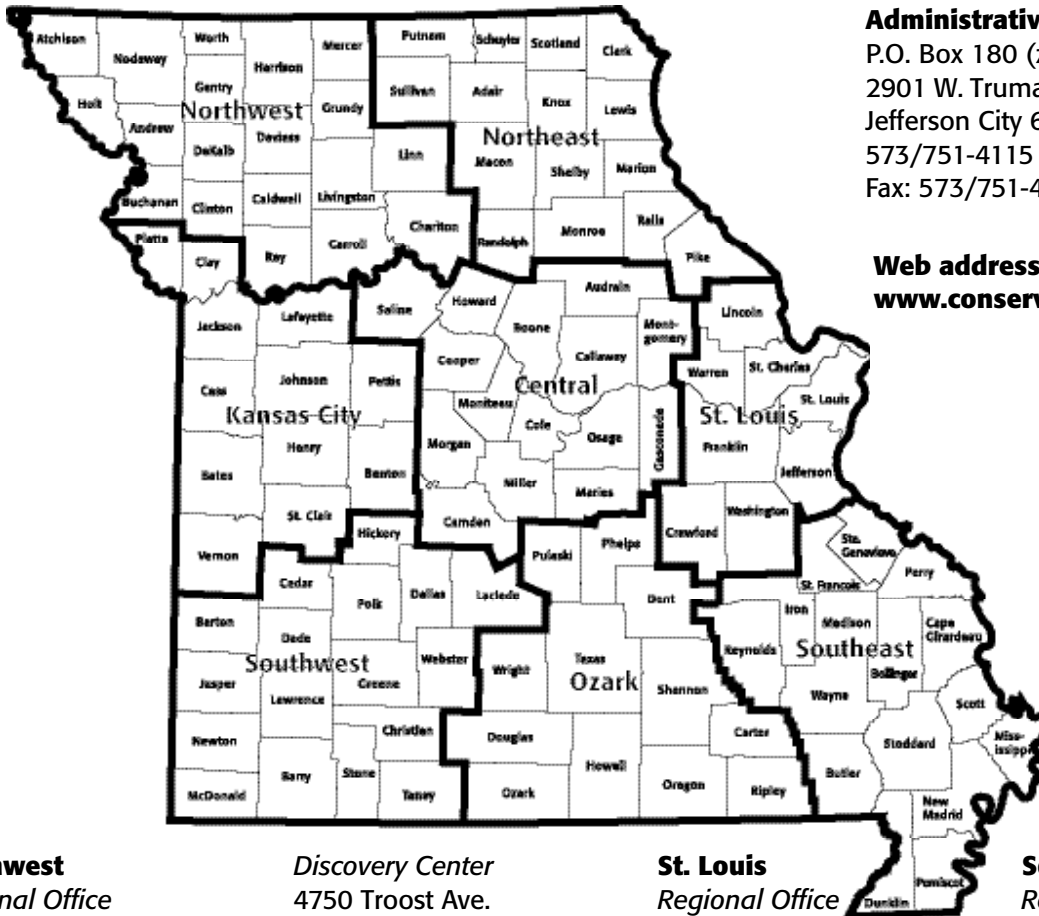 Administrativ
P.O. Box 180 (z
2901 W. Truma
Jefferson City 6
573/751-4115
Fax: 573/751-4
Web address
www.conserv
Atchison
Nodaway
Worth
Harrison
Mercer
Putnam
Schuyler
Scotland
Clark
Holt
Gentry
Grundy
Sullivan
Adair
Knox
Lewis
Northwest
Andrew
DeKalb
Daviess
Linn
Northeast
Macon
Shelby
Marion
Buchanan
Clinton
Caldwell
Livingston
Chariton
Randolph
Monroe
Ralls
Platte
Clay
Ray
Carroll
Pike
Jackson
Lafayette
Saline
Howard
Boone
Audrain
Mont-
gomery
Lincoln
Cooper
Callaway
Warren
St. Charles
Cass
Johnson
Pettis
Central
St. Louis
Kansas City
Moniteau
Cole
Osage
Gasconade
St. Louis
Franklin
Henry
Morgan
Jefferson
Bates
Benton
Miller
Maries
St. Clair
Camden
Crawford
Washington
Vernon
Hickory
Pulaski
Phelps
Ste.
Genevieve
Cedar
Polk
Dallas
Laclede
Dent
St. Francois
Perry
Barton
Dade
Iron
Madison
Cape
Girardeau
Southwest
Webster
Wright
Texas
Reynolds
Southeast
Jasper
Lawrence
Greene
Ozark
Shannon
Bollinger
Wayne
Scott
Newton
Christian
Douglas
Carter
Stoddard
Miss-
issippi
Barry
Stone
Howell
Butler
McDonald
Taney
Ozark
Oregon
Ripley
New
Madrid
Pemiscot
Dunklin
hwest
nal Office
Discovery Center
4750 Troost Ave.
St. Louis
Regional Office
S
R